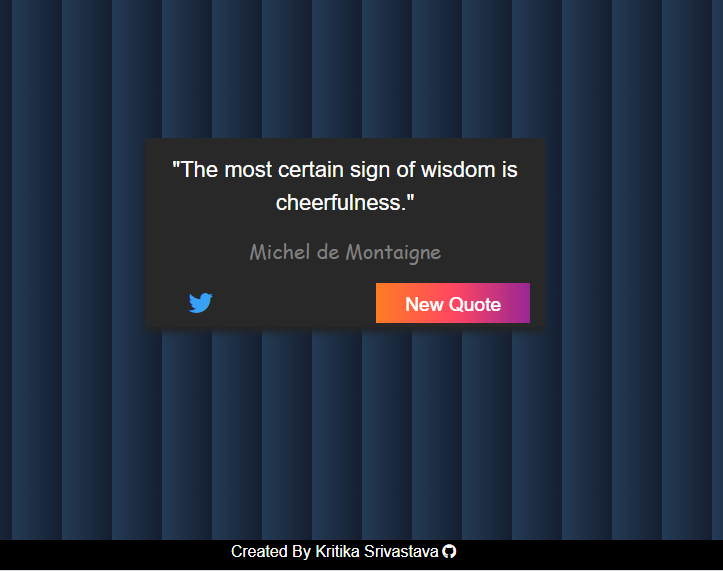 "The most certain sign of wisdom is
cheerfulness."
Michel de Montaigne
New Quote
Created By Kritika Srivastava